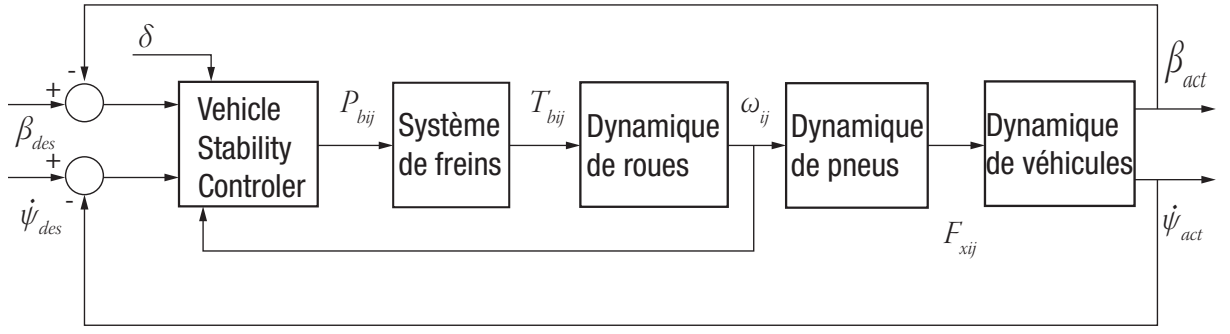 δ
-
+
β_des
+
-
ψ̇_des
Vehicle
Stability
Controler
P_bij
Système
de freins
T_bij
Dynamique
de roues
ω_ij
Dynamique
de pneus
F_xij
Dynamique
de véhicules
β_act
ψ̇_act